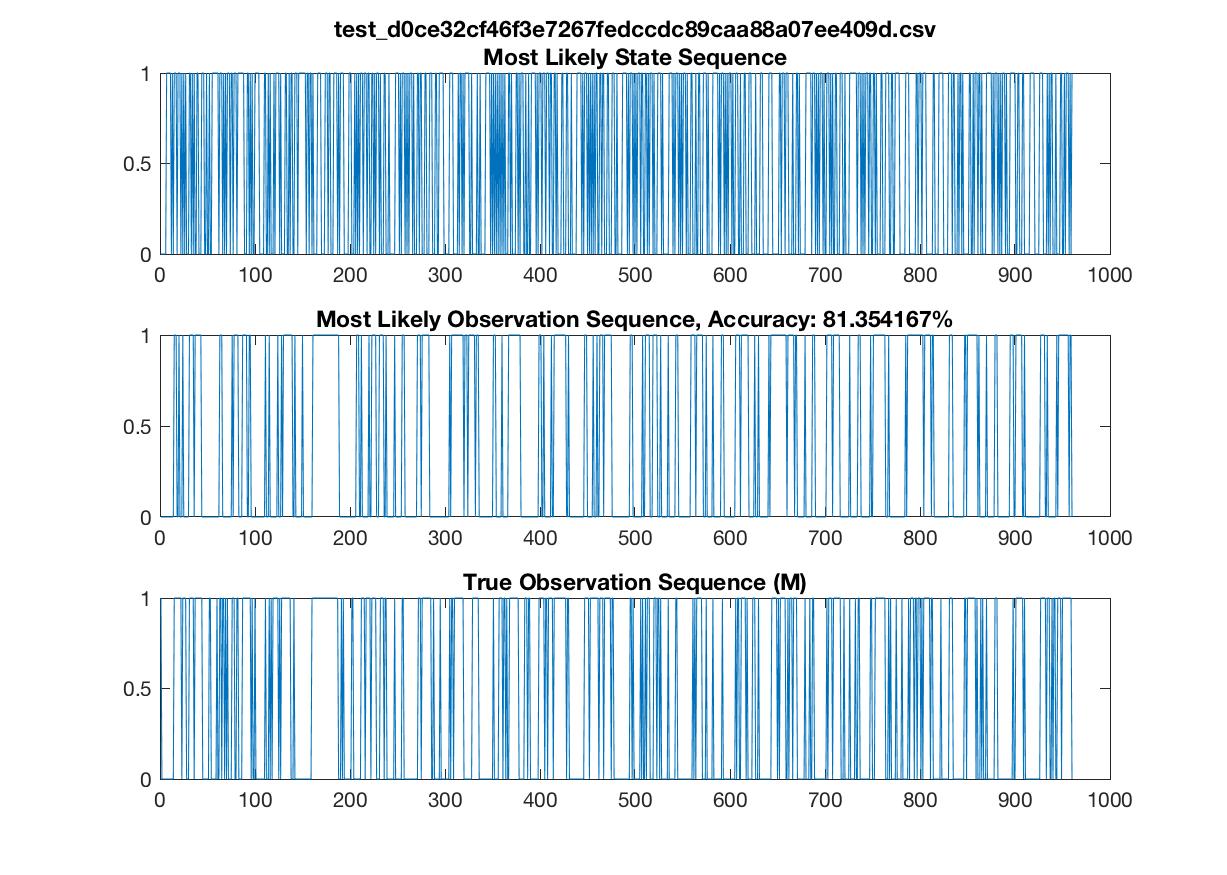 test_d0ce32cf46f3e7267fedccdc89caa88a07ee409d.csv
Most Likely State Sequence
1
0.5
0
0 100 200 300 400 500 600 700 800 900 1000
Most Likely Observation Sequence, Accuracy: 81.354167%
1
0.5
0
0 100 200 300 400 500 600 700 800 900 1000
True Observation Sequence (M)
1
0.5
0
0 100 200 300 400 500 600 700 800 900 1000